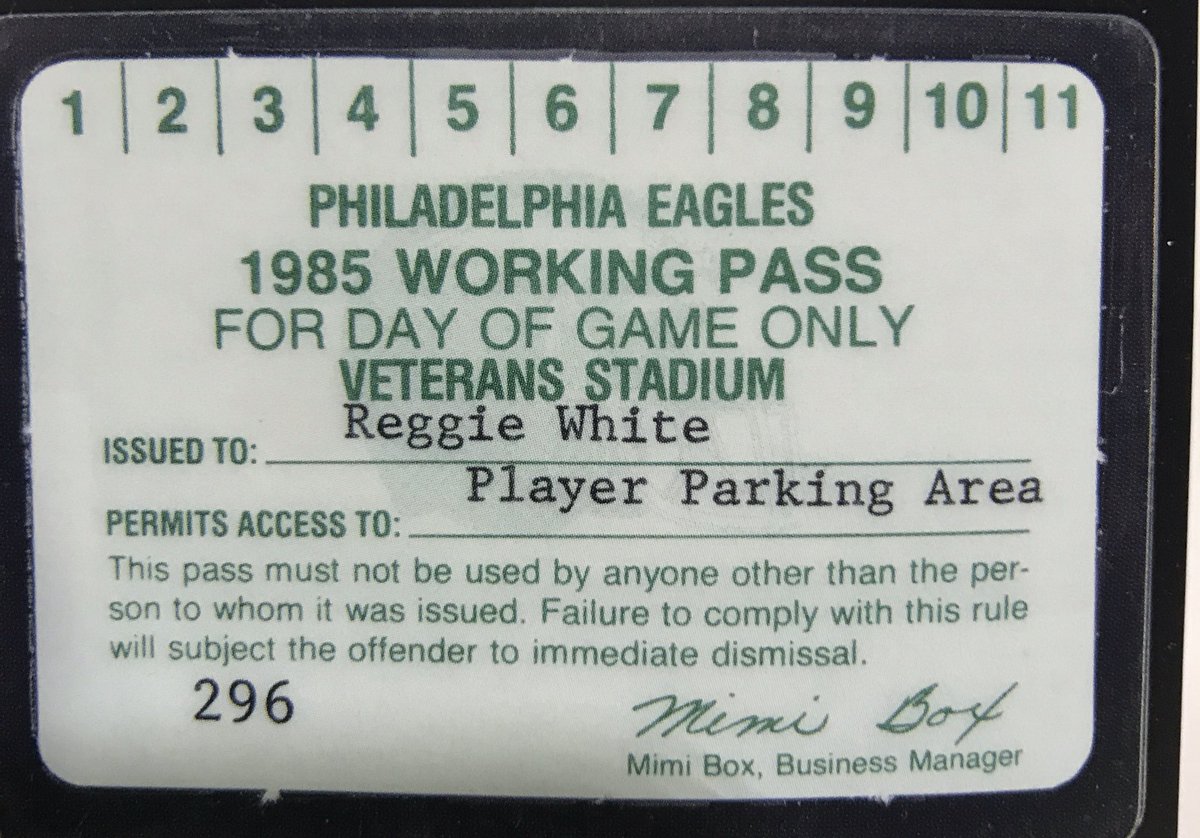 1 2 3 4 5 6 7 8 9 10 11
PHILADELPHIA EAGLES
1985 WORKING PASS
FOR DAY OF GAME ONLY
VETERANS STADIUM
ISSUED TO: Reggie White
PERMITS ACCESS TO: Player Parking Area
This pass must not be used by anyone other than the per-
son to whom it was issued. Failure to comply with this rule
will subject the offender to immediate dismissal.
296 Mimi Box
Mimi Box, Business Manager